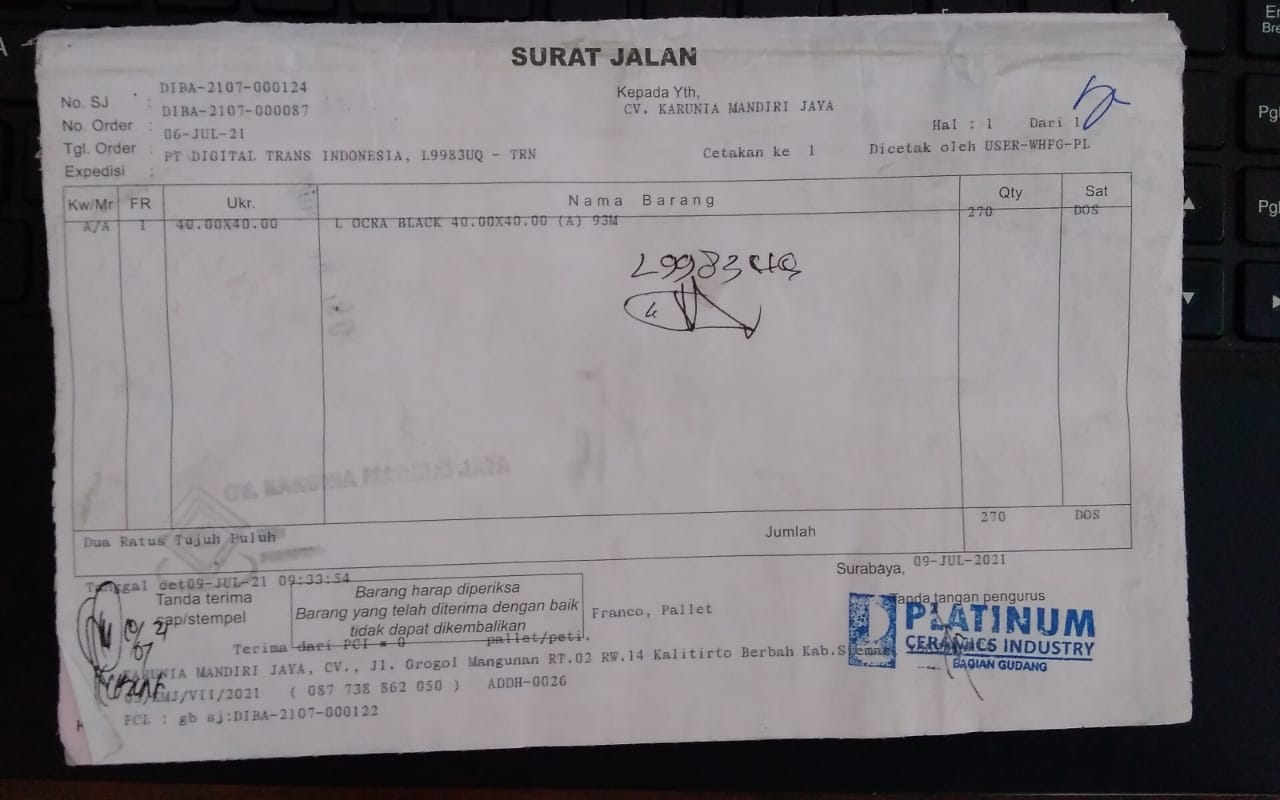 SURAT JALAN
No. SJ : DIBA-2107-000124
No. Order : DIBA-2107-000087
Tgl. Order : 06-JUL-21
Expedisi : PT DIGITAL TRANS INDONESIA, L9983UQ - TRN
Kepada Yth,
CV. KARUNIA MANDIRI JAYA
Hal : 1 Dari 1
Cetakan ke 1 Dicetak oleh USER-WHFG-PL
Kw/Mr FR Ukr. Nama Barang Qty Sat
A/A 1 40.00X40.00 L OCRA BLACK 40.00X40.00 (A) 93M 270 DOS
L9983UQ
CV. KARUNIA MANDIRI JAYA
Dua Ratus Tujuh Puluh Jumlah 270 DOS
Tanggal cet09-JUL-21 09:33:54
Surabaya, 09-JUL-2021
Tanda terima
cap/stempel
Barang harap diperiksa
Barang yang telah diterima dengan baik
tidak dapat dikembalikan
Franco, Pallet
Tanda tangan pengurus
PLATINUM
CERAMICS INDUSTRY
BAGIAN GUDANG
Terima dari PCI = 0 pallet/peti.
KARUNIA MANDIRI JAYA, CV., Jl. Grogol Mangunan RT.02 RW.14 Kalitirto Berbah Kab.Sleman
/KMJ/VII/2021 ( 087 738 862 050 ) ADDH-0026
PCL : gb sj:DIBA-2107-000122